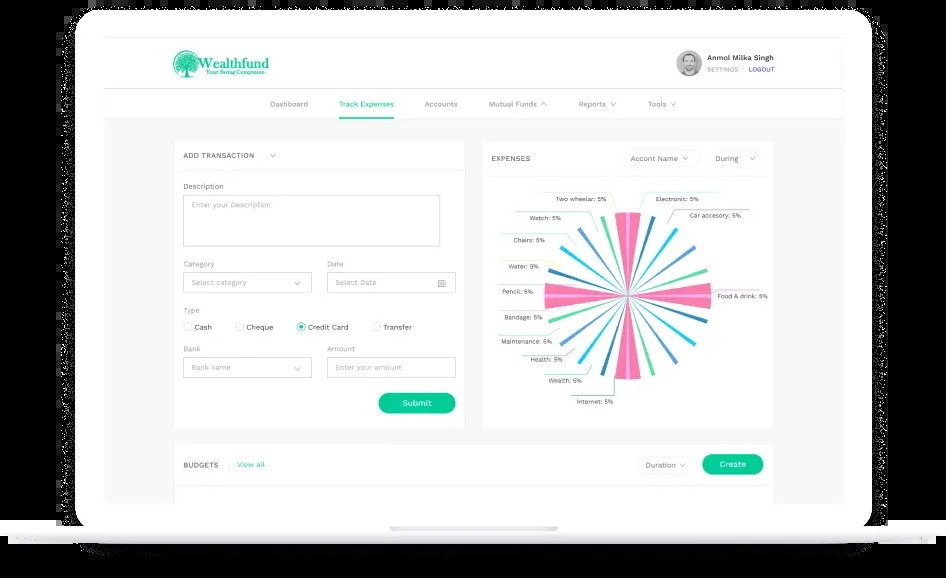 Wealthfund
Your Saving Companion
Anmol Milka Singh
SETTINGS LOGOUT
Dashboard Track Expenses Accounts Mutual Funds Reports Tools
ADD TRANSACTION
Description
Enter your Description
Category Date
Select category Select Date
Type
Cash Cheque Credit Card Transfer
Bank Amount
Bank name Enter your amount
Submit
EXPENSES Accont Name During
Two wheelar: 5% Electronic: 5%
Watch: 5% Car accesory: 5%
Chairs: 5%
Water: 5%
Pencil: 5% Food & drink: 5%
Bandage: 5%
Maintenance: 5%
Health: 5%
Wealth: 5%
Internet: 5%
BUDGETS View all Duration Create